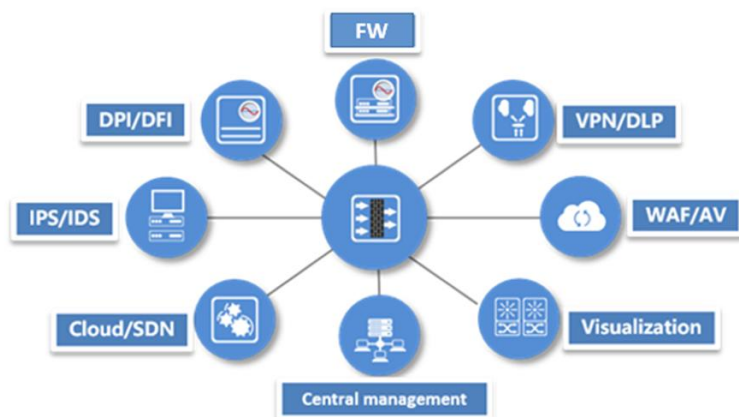 FW
DPI/DFI
VPN/DLP
IPS/IDS
WAF/AV
Cloud/SDN
Visualization
Central management